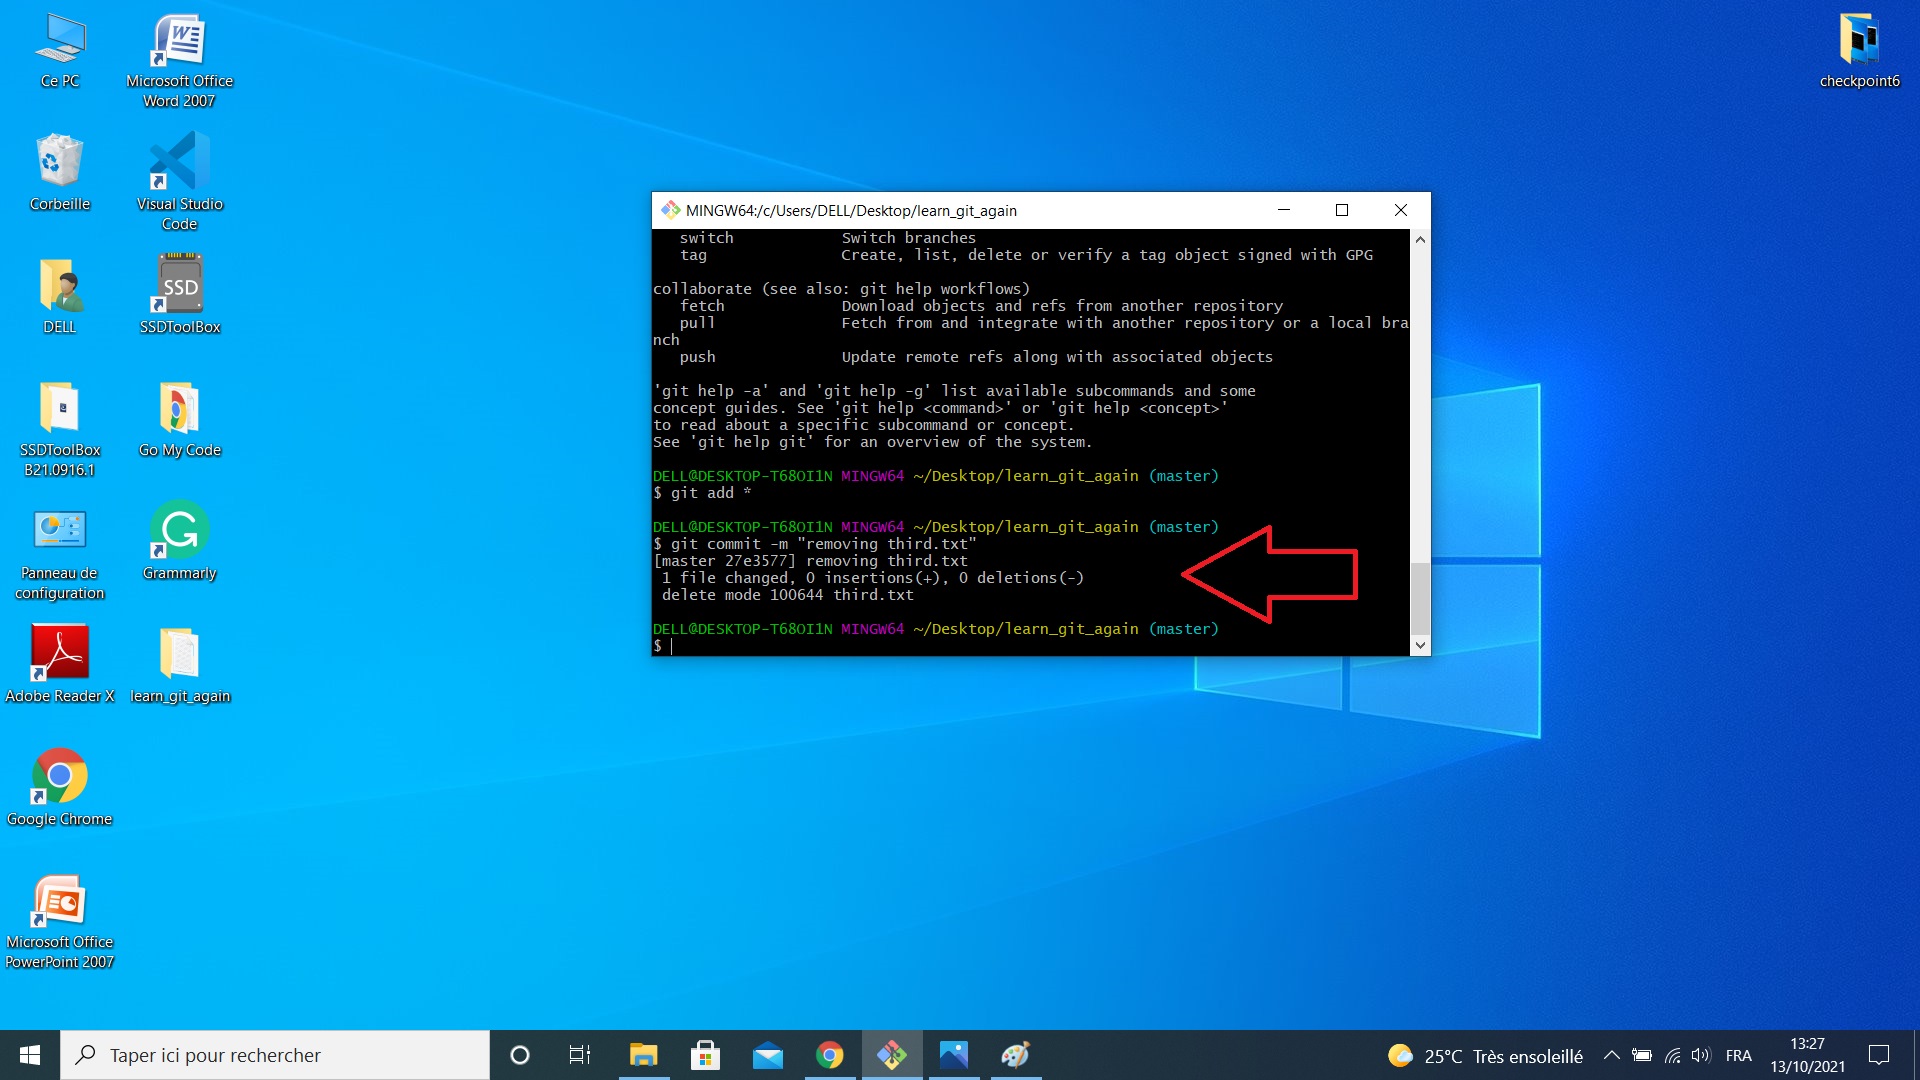 Ce PC
Microsoft Office
Word 2007
Corbeille
Visual Studio
Code
DELL
SSD
SSDToolBox
SSDToolBox
B21.0916.1
Go My Code
Panneau de
configuration
Grammarly
Adobe Reader X
learn_git_again
Google Chrome
Microsoft Office
PowerPoint 2007
checkpoint6
MINGW64:/c/Users/DELL/Desktop/learn_git_again
switch Switch branches
tag Create, list, delete or verify a tag object signed with GPG
collaborate (see also: git help workflows)
fetch Download objects and refs from another repository
pull Fetch from and integrate with another repository or a local bra
nch
push Update remote refs along with associated objects
'git help -a' and 'git help -g' list available subcommands and some
concept guides. See 'git help <command>' or 'git help <concept>'
to read about a specific subcommand or concept.
See 'git help git' for an overview of the system.
DELL@DESKTOP-T68OI1N MINGW64 ~/Desktop/learn_git_again (master)
$ git add *
DELL@DESKTOP-T68OI1N MINGW64 ~/Desktop/learn_git_again (master)
$ git commit -m "removing third.txt"
[master 27e3577] removing third.txt
1 file changed, 0 insertions(+), 0 deletions(-)
delete mode 100644 third.txt
DELL@DESKTOP-T68OI1N MINGW64 ~/Desktop/learn_git_again (master)
$
Taper ici pour rechercher
25°C Très ensoleillé
FRA
13:27
13/10/2021